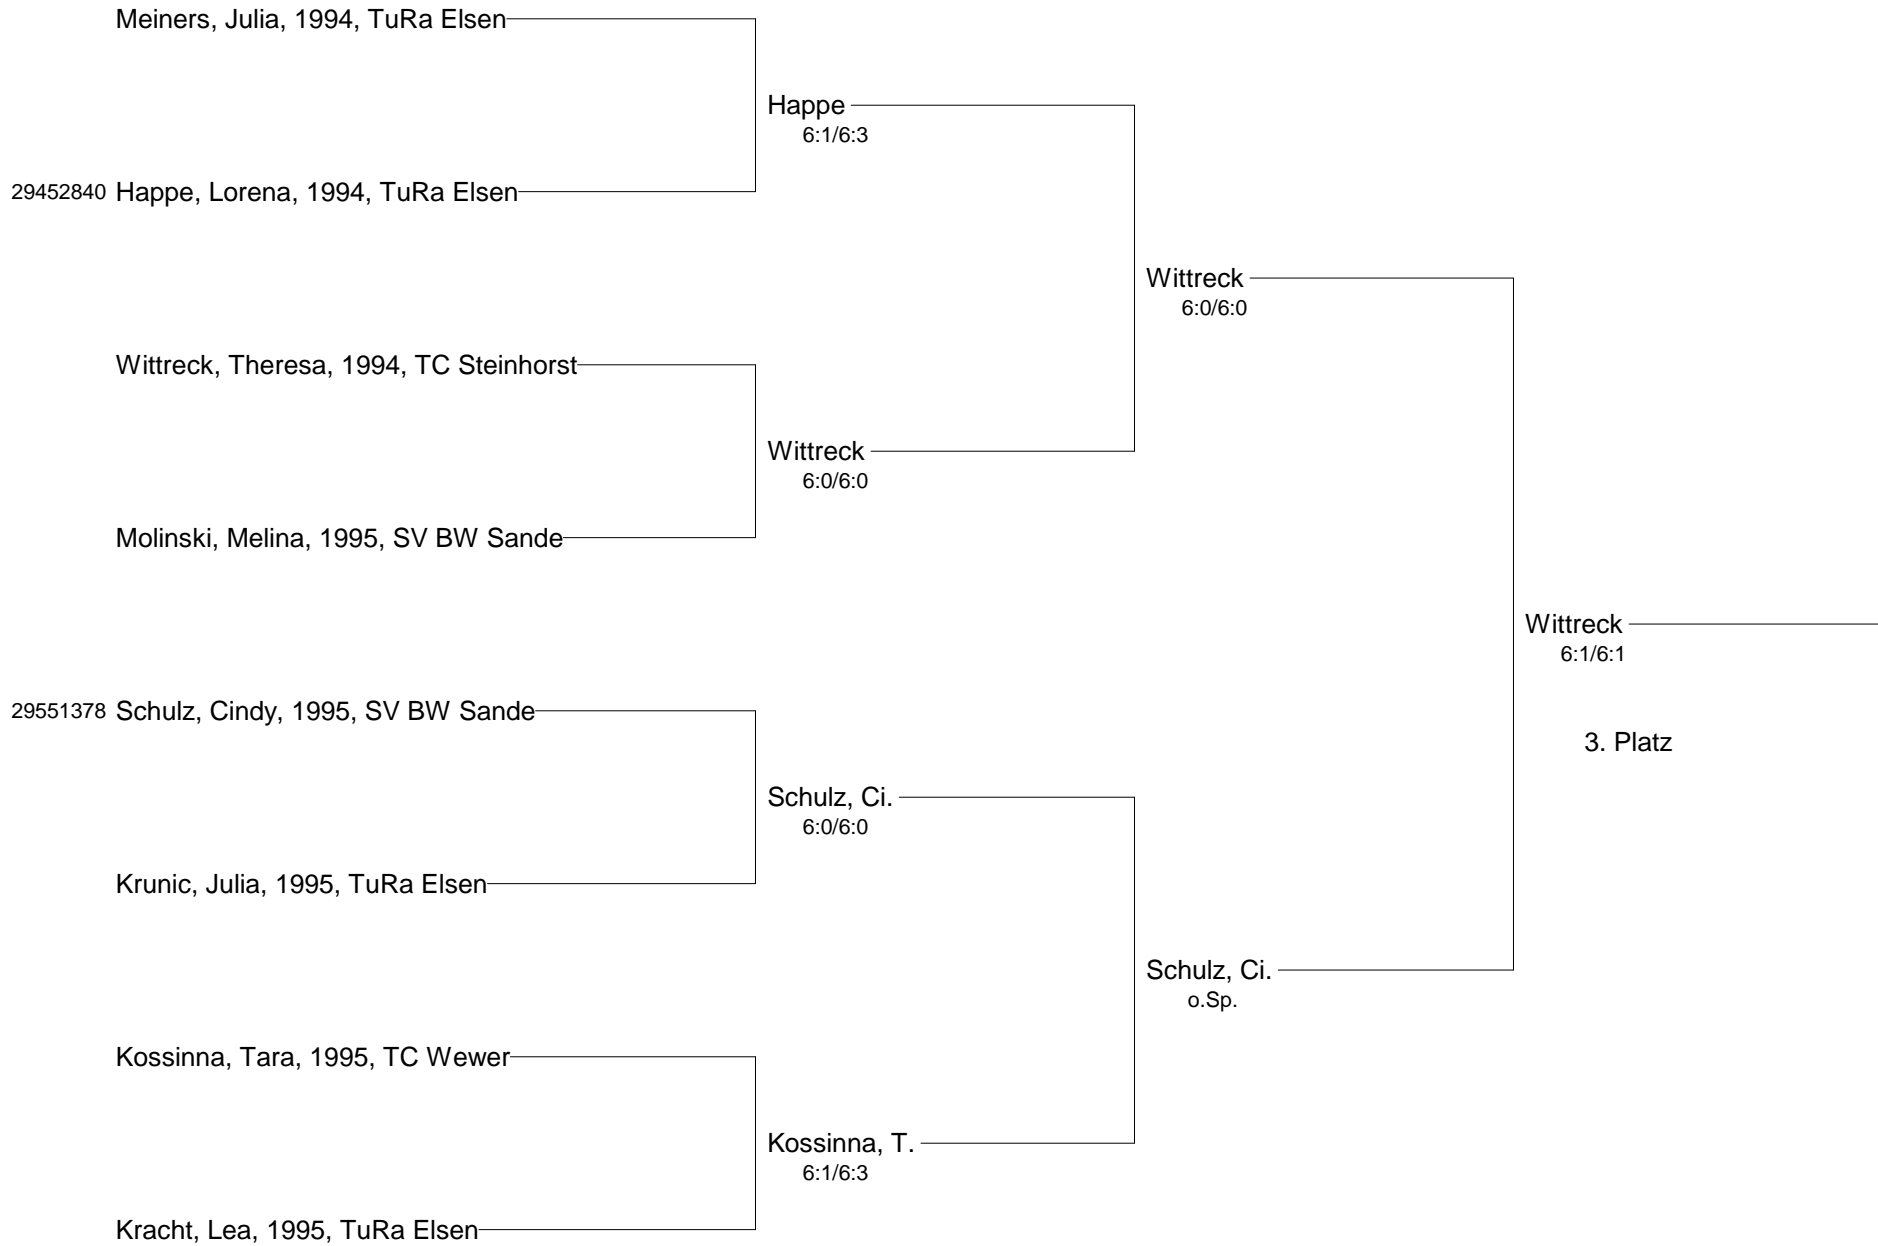 Meiners, Julia, 1994, TuRa Elsen
Happe
6:1/6:3
29452840 Happe, Lorena, 1994, TuRa Elsen
Wittreck
6:0/6:0
Wittreck, Theresa, 1994, TC Steinhorst
Wittreck
6:0/6:0
Molinski, Melina, 1995, SV BW Sande
Wittreck
6:1/6:1
29551378 Schulz, Cindy, 1995, SV BW Sande
3. Platz
Schulz, Ci.
6:0/6:0
Krunic, Julia, 1995, TuRa Elsen
Schulz, Ci.
o.Sp.
Kossinna, Tara, 1995, TC Wewer
Kossinna, T.
6:1/6:3
Kracht, Lea, 1995, TuRa Elsen